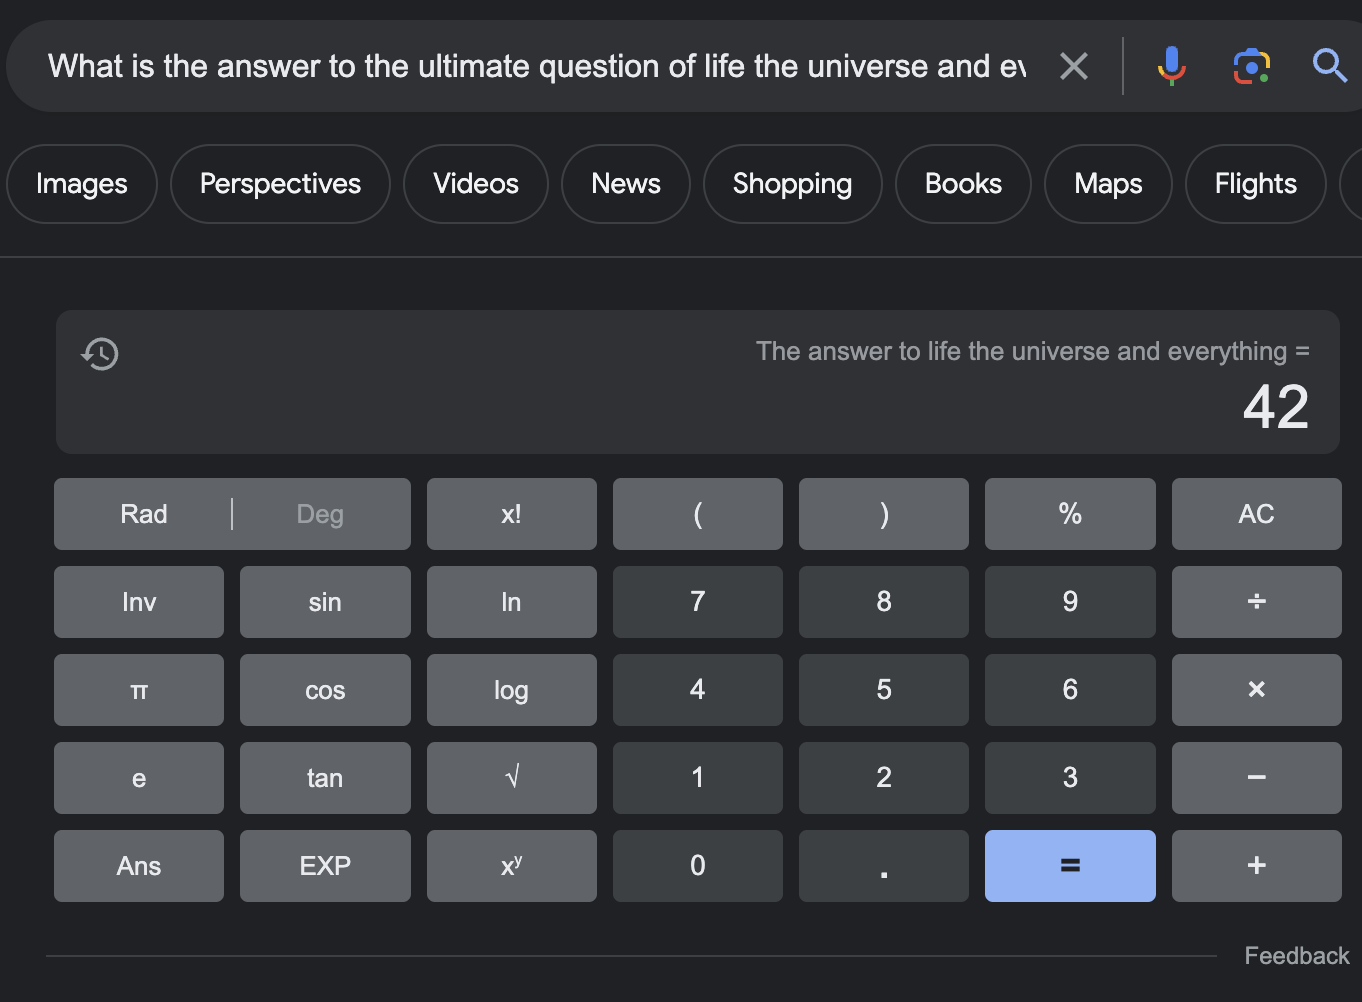 What is the answer to the ultimate question of life the universe and ev
Images Perspectives Videos News Shopping Books Maps Flights
The answer to life the universe and everything =
42
Rad | Deg x! ( ) % AC
Inv sin ln 7 8 9 ÷
π cos log 4 5 6 ×
e tan √ 1 2 3 −
Ans EXP xʸ 0 . = +
Feedback